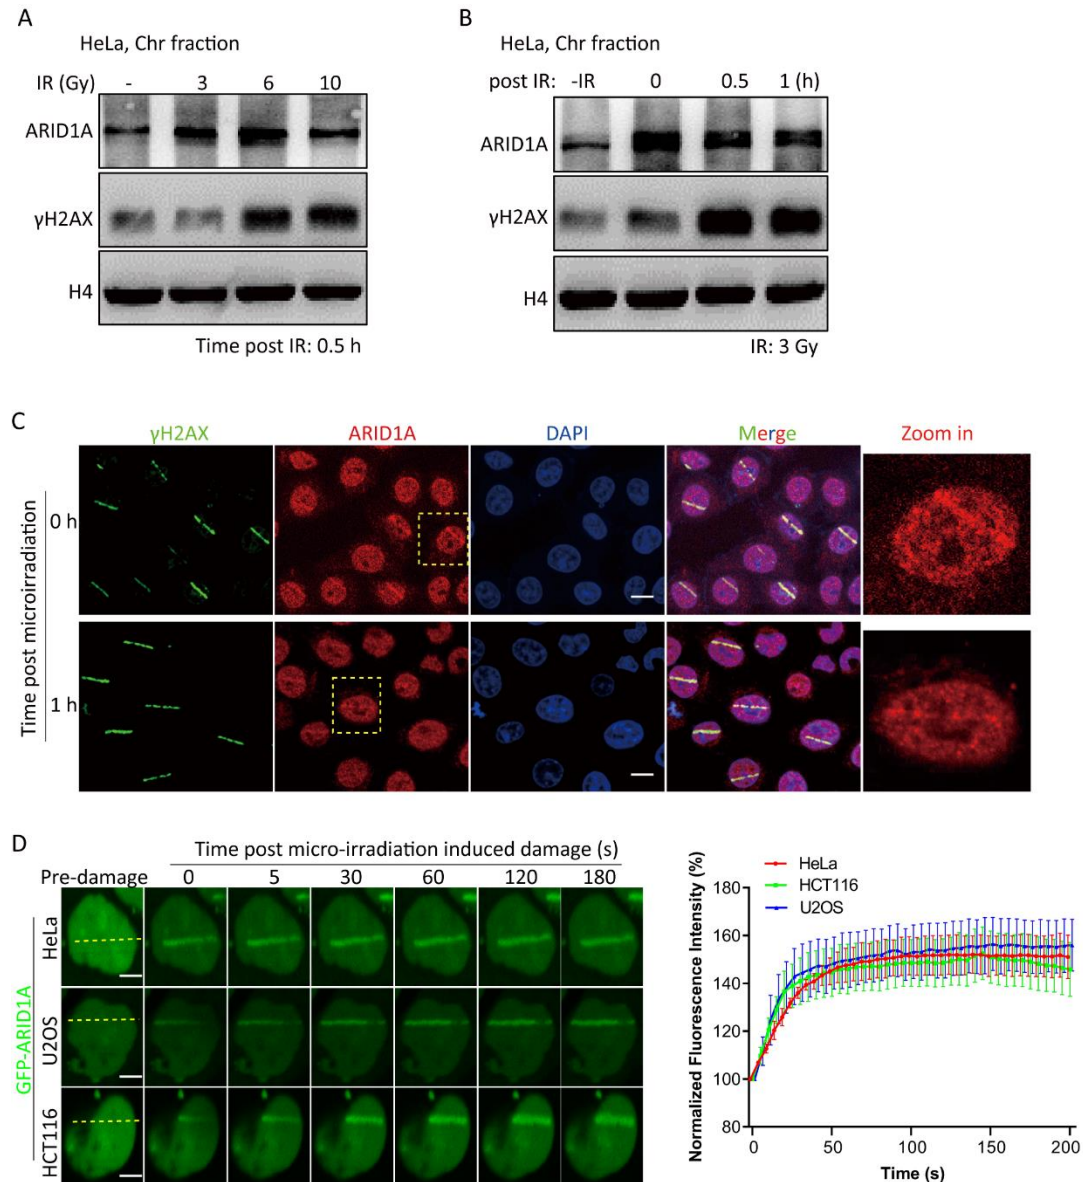 A
HeLa, Chr fraction
IR (Gy) - 3 6 10
ARID1A
γH2AX
H4
Time post IR: 0.5 h
B
HeLa, Chr fraction
post IR: -IR 0 0.5 1 (h)
ARID1A
γH2AX
H4
IR: 3 Gy
C
γH2AX ARID1A DAPI Merge Zoom in
Time post microirradiation
0 h
1 h
D
Time post micro-irradiation induced damage (s)
Pre-damage 0 5 30 60 120 180
GFP-ARID1A
HeLa
U2OS
HCT116
HeLa
HCT116
U2OS
Normalized Fluorescence Intensity (%)
180
160
140
120
100
80
0 50 100 150 200
Time (s)